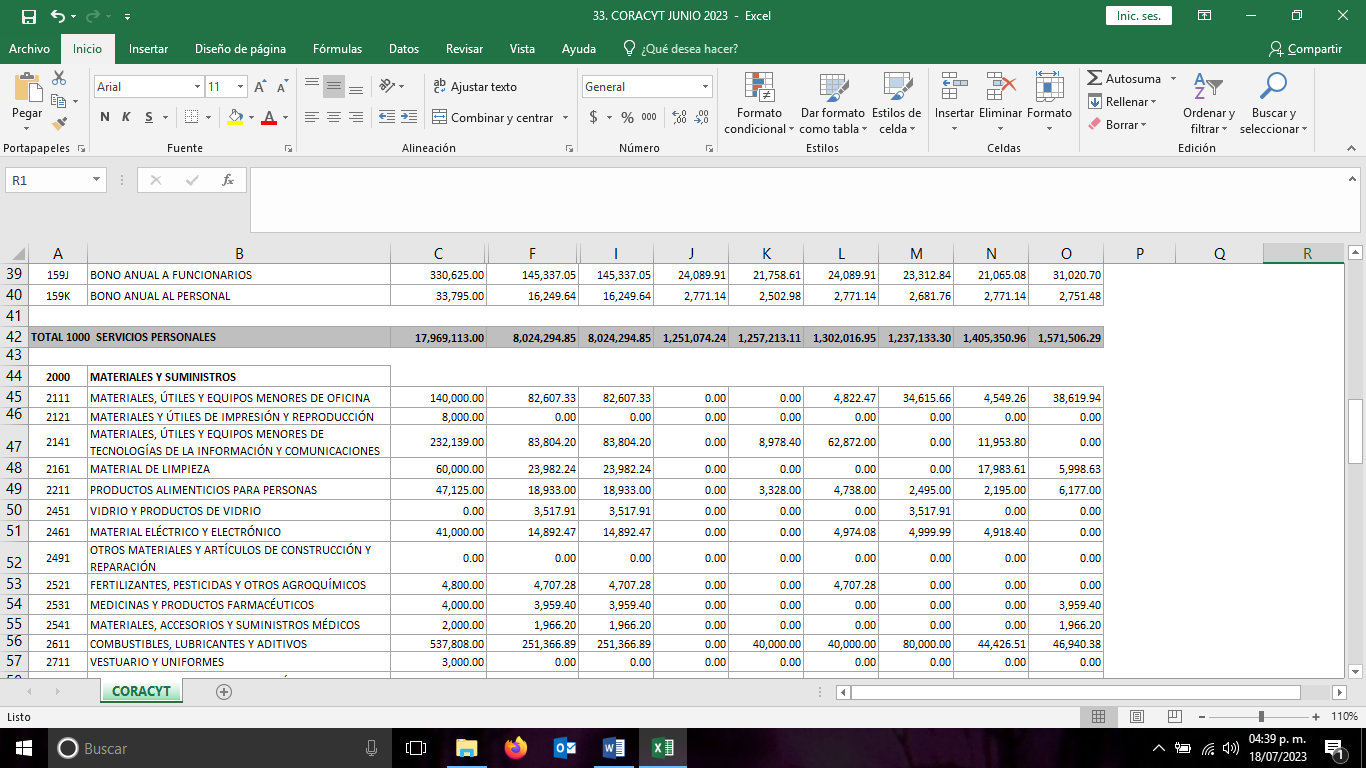 33. CORACYT JUNIO 2023 - Excel
Inic. ses.
Archivo Inicio Insertar Diseño de página Fórmulas Datos Revisar Vista Ayuda ¿Qué desea hacer? Compartir
Pegar
Portapapeles
Arial 11
N K S
Fuente
Ajustar texto
Combinar y centrar
Alineación
General
$ % 000
Número
Formato condicional
Dar formato como tabla
Estilos de celda
Estilos
Insertar Eliminar Formato
Celdas
Autosuma
Rellenar
Borrar
Ordenar y filtrar
Buscar y seleccionar
Edición
R1 fx
A B C F I J K L M N O P Q R
39 159J BONO ANUAL A FUNCIONARIOS 330,625.00 145,337.05 145,337.05 24,089.91 21,758.61 24,089.91 23,312.84 21,065.08 31,020.70
40 159K BONO ANUAL AL PERSONAL 33,795.00 16,249.64 16,249.64 2,771.14 2,502.98 2,771.14 2,681.76 2,771.14 2,751.48
41
42 TOTAL 1000 SERVICIOS PERSONALES 17,969,113.00 8,024,294.85 8,024,294.85 1,251,074.24 1,257,213.11 1,302,016.95 1,237,133.30 1,405,350.96 1,571,506.29
43
44 2000 MATERIALES Y SUMINISTROS
45 2111 MATERIALES, ÚTILES Y EQUIPOS MENORES DE OFICINA 140,000.00 82,607.33 82,607.33 0.00 0.00 4,822.47 34,615.66 4,549.26 38,619.94
46 2121 MATERIALES Y ÚTILES DE IMPRESIÓN Y REPRODUCCIÓN 8,000.00 0.00 0.00 0.00 0.00 0.00 0.00 0.00 0.00
47 2141 MATERIALES, ÚTILES Y EQUIPOS MENORES DE
TECNOLOGÍAS DE LA INFORMACIÓN Y COMUNICACIONES 232,139.00 83,804.20 83,804.20 0.00 8,978.40 62,872.00 0.00 11,953.80 0.00
48 2161 MATERIAL DE LIMPIEZA 60,000.00 23,982.24 23,982.24 0.00 0.00 0.00 0.00 17,983.61 5,998.63
49 2211 PRODUCTOS ALIMENTICIOS PARA PERSONAS 47,125.00 18,933.00 18,933.00 0.00 3,328.00 4,738.00 2,495.00 2,195.00 6,177.00
50 2451 VIDRIO Y PRODUCTOS DE VIDRIO 0.00 3,517.91 3,517.91 0.00 0.00 0.00 3,517.91 0.00 0.00
51 2461 MATERIAL ELÉCTRICO Y ELECTRÓNICO 41,000.00 14,892.47 14,892.47 0.00 0.00 4,974.08 4,999.99 4,918.40 0.00
52 2491 OTROS MATERIALES Y ARTÍCULOS DE CONSTRUCCIÓN Y
REPARACIÓN 0.00 0.00 0.00 0.00 0.00 0.00 0.00 0.00 0.00
53 2521 FERTILIZANTES, PESTICIDAS Y OTROS AGROQUÍMICOS 4,800.00 4,707.28 4,707.28 0.00 0.00 4,707.28 0.00 0.00 0.00
54 2531 MEDICINAS Y PRODUCTOS FARMACÉUTICOS 4,000.00 3,959.40 3,959.40 0.00 0.00 0.00 0.00 0.00 3,959.40
55 2541 MATERIALES, ACCESORIOS Y SUMINISTROS MÉDICOS 2,000.00 1,966.20 1,966.20 0.00 0.00 0.00 0.00 0.00 1,966.20
56 2611 COMBUSTIBLES, LUBRICANTES Y ADITIVOS 537,808.00 251,366.89 251,366.89 0.00 40,000.00 40,000.00 80,000.00 44,426.51 46,940.38
57 2711 VESTUARIO Y UNIFORMES 3,000.00 0.00 0.00 0.00 0.00 0.00 0.00 0.00 0.00
CORACYT
Listo 110%
Buscar
04:39 p. m.
18/07/2023
1